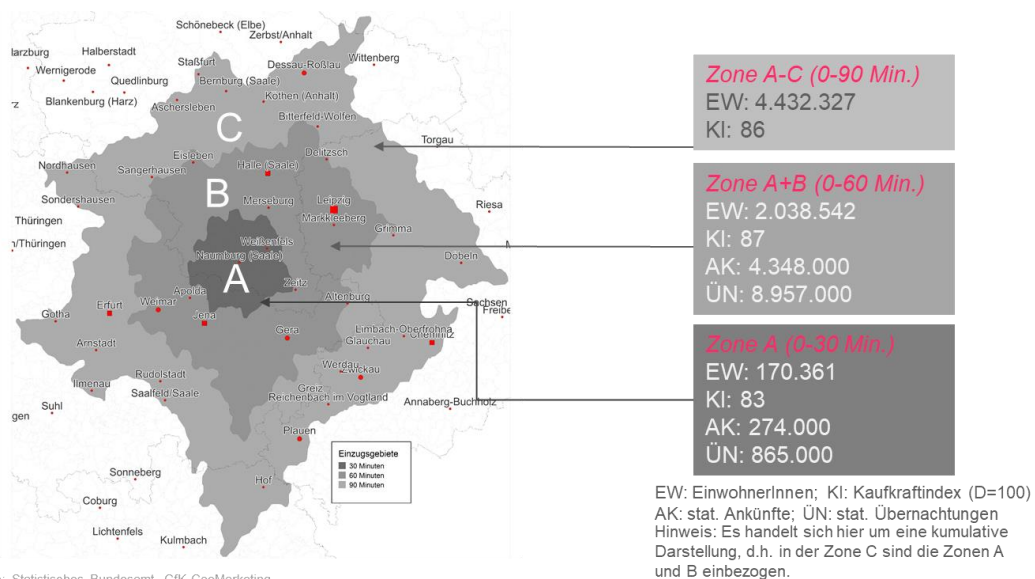 Schönebeck (Elbe)
Zerbst/Anhalt
Halberstadt
Staßfurt
Wittenberg
Dessau-Roßlau
Wernigerode
Quedlinburg
Bernburg (Saale)
Blankenburg (Harz)
Köthen (Anhalt)
Aschersleben
Bitterfeld-Wolfen
C
Torgau
Delitzsch
Eisleben
Nordhausen
Halle (Saale)
Sangerhausen
B
Sondershausen
Merseburg
Leipzig
Riesa
Thüringen
Markkleeberg
Grimma
n/Thüringen
Weißenfels
Naumburg (Saale)
Döbeln
A
Zeitz
Apolda
Altenburg
Sachsen
Erfurt
Weimar
Freibe
Gotha
Jena
Gera
Limbach-Oberfrohna
Chemnitz
Glauchau
Arnstadt
Werdau
Zwickau
Rudolstadt
Ilmenau
Greiz
Saalfeld/Saale
Reichenbach im Vogtland
Annaberg-Buchholz
Suhl
gen
Plauen
Einzugsgebiete
30 Minuten
60 Minuten
90 Minuten
Sonneberg
Hof
Coburg
Lichtenfels
Kulmbach
Zone A-C (0-90 Min.)
EW: 4.432.327
KI: 86
Zone A+B (0-60 Min.)
EW: 2.038.542
KI: 87
AK: 4.348.000
ÜN: 8.957.000
Zone A (0-30 Min.)
EW: 170.361
KI: 83
AK: 274.000
ÜN: 865.000
EW: EinwohnerInnen; KI: Kaufkraftindex (D=100)
AK: stat. Ankünfte; ÜN: stat. Übernachtungen
Hinweis: Es handelt sich hier um eine kumulative
Darstellung, d.h. in der Zone C sind die Zonen A
und B einbezogen.
Statistisches Bundesamt, GfK GeoMarketing